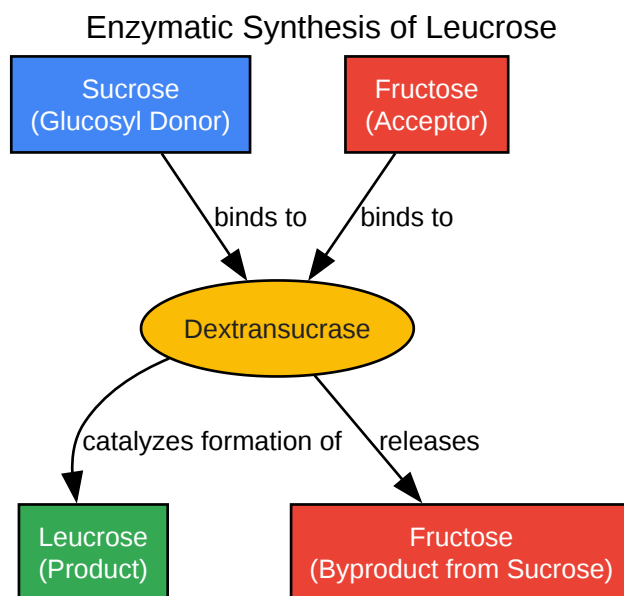 Enzymatic Synthesis of Leucrose
Sucrose
(Glucosyl Donor)
Fructose
(Acceptor)
binds to
binds to
Dextransucrase
catalyzes formation of
releases
Leucrose
(Product)
Fructose
(Byproduct from Sucrose)